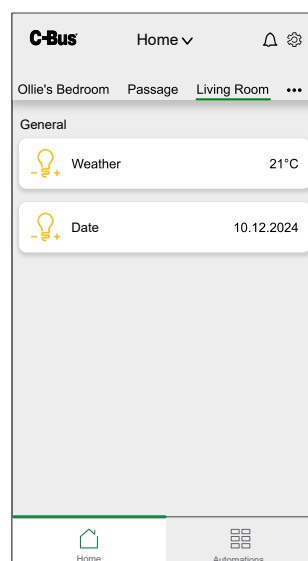 C-Bus
Home
Ollie's Bedroom Passage Living Room
General
Weather 21°C
Date 10.12.2024
Home Automations